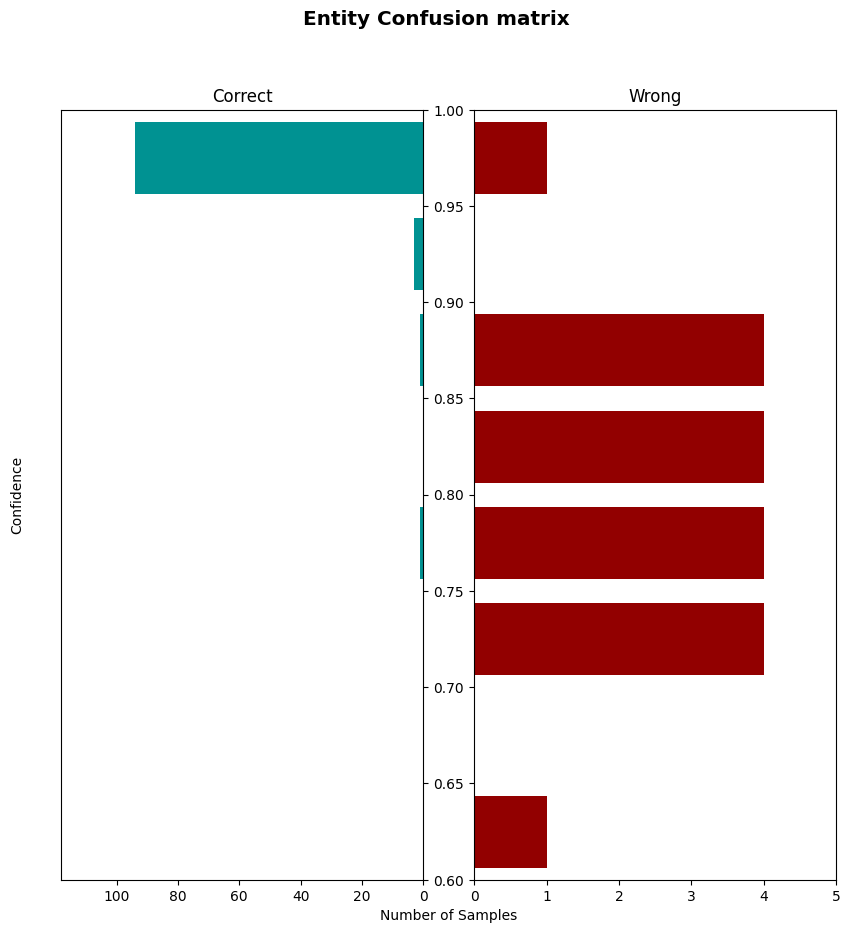 Entity Confusion matrix
Correct
Wrong
1.00
0.95
0.90
0.85
0.80
0.75
0.70
0.65
0.60
Confidence
100 80 60 40 20 0
0 1 2 3 4 5
Number of Samples